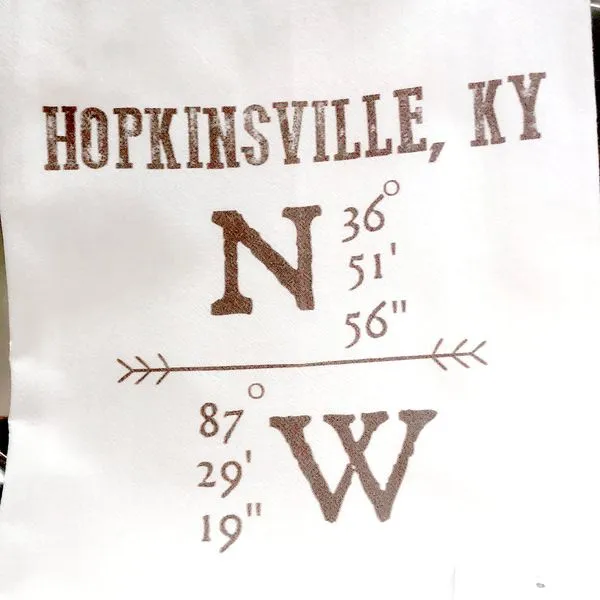 HOPKINSVILLE, KY
N 36°
51'
56"
87°
29' W
19"